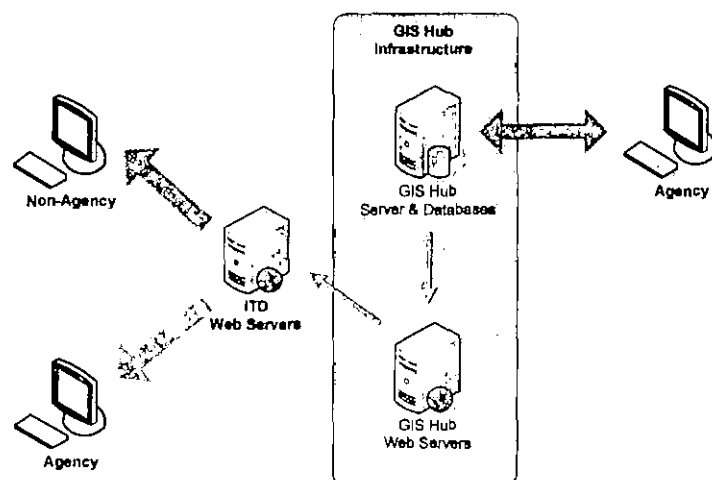 GIS Hub
Infrastructure
Non-Agency
GIS Hub
Server & Databases
Agency
ITD
Web Servers
GIS Hub
Web Servers
Agency